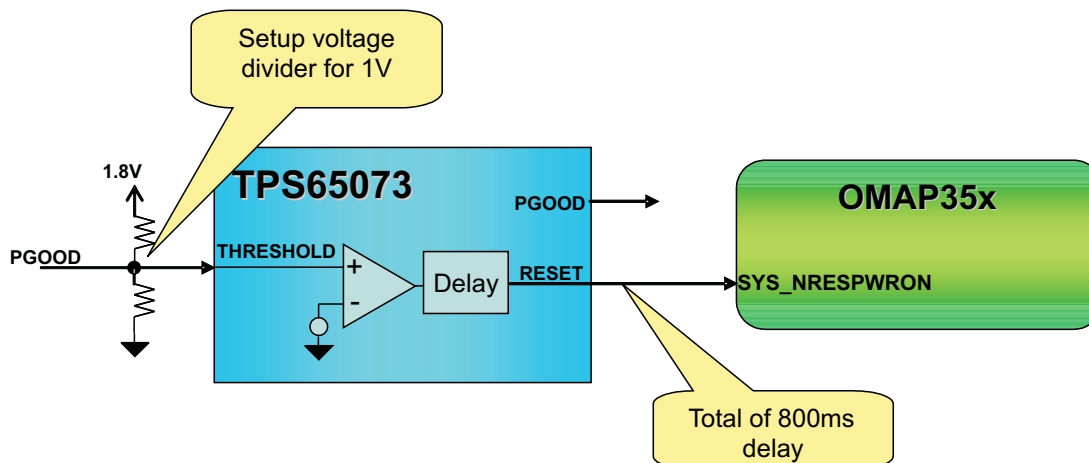 Setup voltage
divider for 1V
1.8V
TPS65073
PGOOD
OMAP35x
PGOOD
THRESHOLD
+
-
Delay
RESET
SYS_NRESPWRON
Total of 800ms
delay